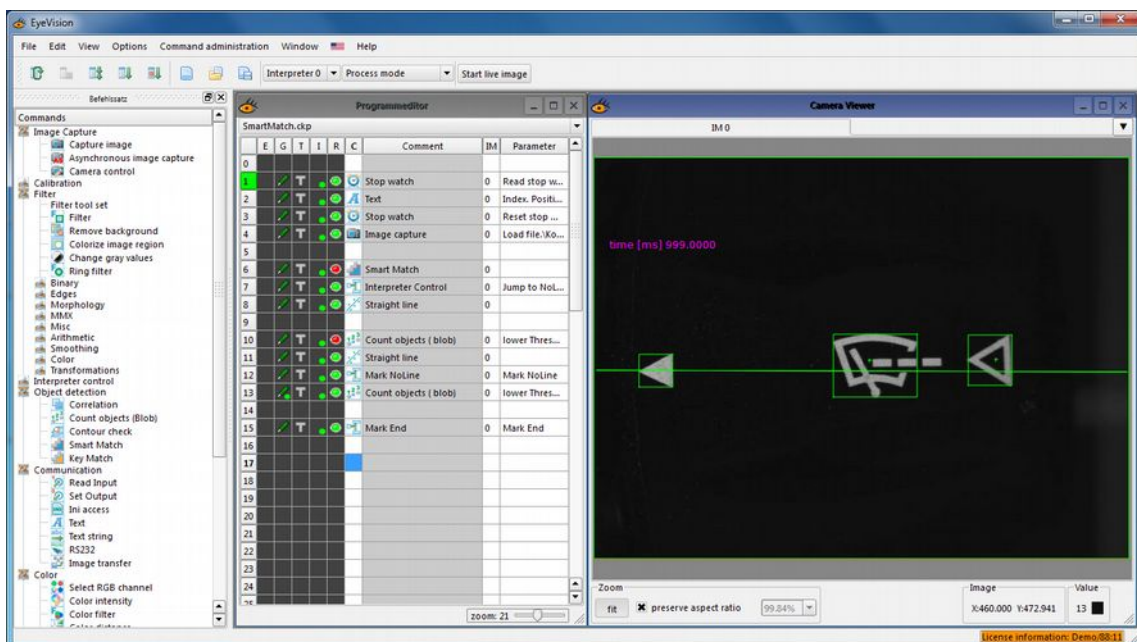 EyeVision
File Edit View Options Command administration Window Help
Interpreter 0 Process mode Start live image
Befehlssatz
Commands
Image Capture
Capture image
Asynchronous image capture
Camera control
Calibration
Filter
Filter tool set
Filter
Remove background
Colorize image region
Change gray values
Ring filter
Binary
Edges
Morphology
MMX
Misc
Arithmetic
Smoothing
Color
Transformations
Interpreter control
Object detection
Correlation
Count objects (Blob)
Contour check
Smart Match
Key Match
Communication
Read Input
Set Output
Ini access
Text
Text string
RS232
Image transfer
Color
Select RGB channel
Color intensity
Color filter
Color distance
Programmeditor
SmartMatch.ckp
E G T I R C Comment IM Parameter
0
1 T Stop watch 0 Read stop w...
2 T Text 0 Index. Positi...
3 T Stop watch 0 Reset stop ...
4 T Image capture 0 Load file.\Ko...
5
6 T Smart Match 0
7 T Interpreter Control 0 Jump to NoL...
8 T Straight line 0
9
10 T Count objects ( blob) 0 lower Thres...
11 T Straight line 0
12 T Mark NoLine 0 Mark NoLine
13 T Count objects ( blob) 0 lower Thres...
14
15 T Mark End 0 Mark End
16
17
18
19
20
21
22
23
24
25
zoom: 21
Camera Viewer
IM 0
time [ms] 999.0000
Zoom
fit preserve aspect ratio 99.84%
Image
X:460.000 Y:472.941
Value
13
License information: Demo/88:11